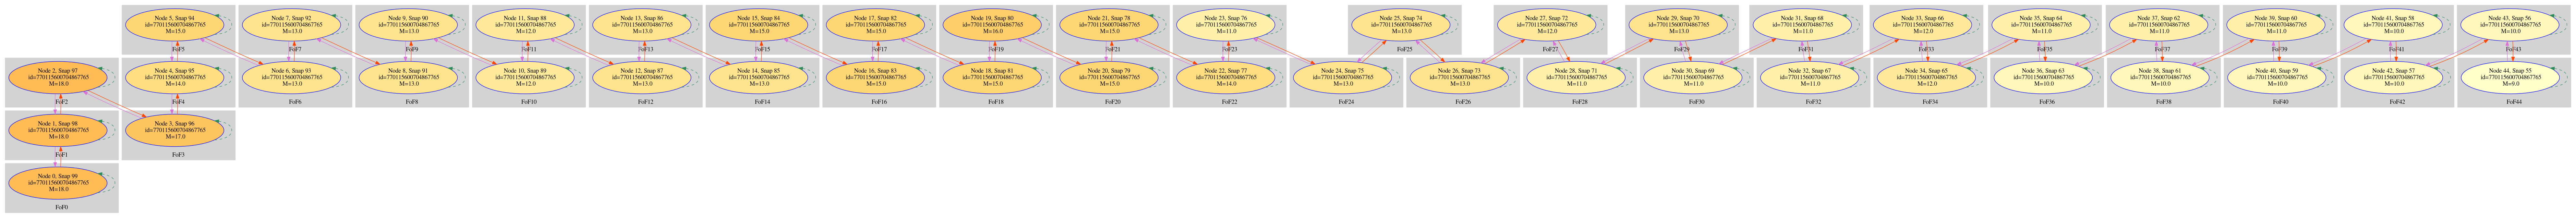 Node 5, Snap 94
id=770115600704867765
M=15.0
FoF5
Node 7, Snap 92
id=770115600704867765
M=13.0
FoF7
Node 9, Snap 90
id=770115600704867765
M=13.0
FoF9
Node 11, Snap 88
id=770115600704867765
M=12.0
FoF11
Node 13, Snap 86
id=770115600704867765
M=13.0
FoF13
Node 15, Snap 84
id=770115600704867765
M=15.0
FoF15
Node 17, Snap 82
id=770115600704867765
M=15.0
FoF17
Node 19, Snap 80
id=770115600704867765
M=16.0
FoF19
Node 21, Snap 78
id=770115600704867765
M=15.0
FoF21
Node 23, Snap 76
id=770115600704867765
M=11.0
FoF23
Node 25, Snap 74
id=770115600704867765
M=13.0
FoF25
Node 27, Snap 72
id=770115600704867765
M=12.0
FoF27
Node 29, Snap 70
id=770115600704867765
M=13.0
FoF29
Node 31, Snap 68
id=770115600704867765
M=11.0
FoF31
Node 33, Snap 66
id=770115600704867765
M=12.0
FoF33
Node 35, Snap 64
id=770115600704867765
M=11.0
FoF35
Node 37, Snap 62
id=770115600704867765
M=11.0
FoF37
Node 39, Snap 60
id=770115600704867765
M=11.0
FoF39
Node 41, Snap 58
id=770115600704867765
M=10.0
FoF41
Node 43, Snap 56
id=770115600704867765
M=10.0
FoF43
Node 2, Snap 97
id=770115600704867765
M=18.0
FoF2
Node 4, Snap 95
id=770115600704867765
M=14.0
FoF4
Node 6, Snap 93
id=770115600704867765
M=13.0
FoF6
Node 8, Snap 91
id=770115600704867765
M=13.0
FoF8
Node 10, Snap 89
id=770115600704867765
M=12.0
FoF10
Node 12, Snap 87
id=770115600704867765
M=13.0
FoF12
Node 14, Snap 85
id=770115600704867765
M=13.0
FoF14
Node 16, Snap 83
id=770115600704867765
M=15.0
FoF16
Node 18, Snap 81
id=770115600704867765
M=15.0
FoF18
Node 20, Snap 79
id=770115600704867765
M=15.0
FoF20
Node 22, Snap 77
id=770115600704867765
M=14.0
FoF22
Node 24, Snap 75
id=770115600704867765
M=13.0
FoF24
Node 26, Snap 73
id=770115600704867765
M=13.0
FoF26
Node 28, Snap 71
id=770115600704867765
M=11.0
FoF28
Node 30, Snap 69
id=770115600704867765
M=11.0
FoF30
Node 32, Snap 67
id=770115600704867765
M=11.0
FoF32
Node 34, Snap 65
id=770115600704867765
M=12.0
FoF34
Node 36, Snap 63
id=770115600704867765
M=10.0
FoF36
Node 38, Snap 61
id=770115600704867765
M=10.0
FoF38
Node 40, Snap 59
id=770115600704867765
M=10.0
FoF40
Node 42, Snap 57
id=770115600704867765
M=10.0
FoF42
Node 44, Snap 55
id=770115600704867765
M=9.0
FoF44
Node 1, Snap 98
id=770115600704867765
M=18.0
FoF1
Node 3, Snap 96
id=770115600704867765
M=17.0
FoF3
Node 0, Snap 99
id=770115600704867765
M=18.0
FoF0